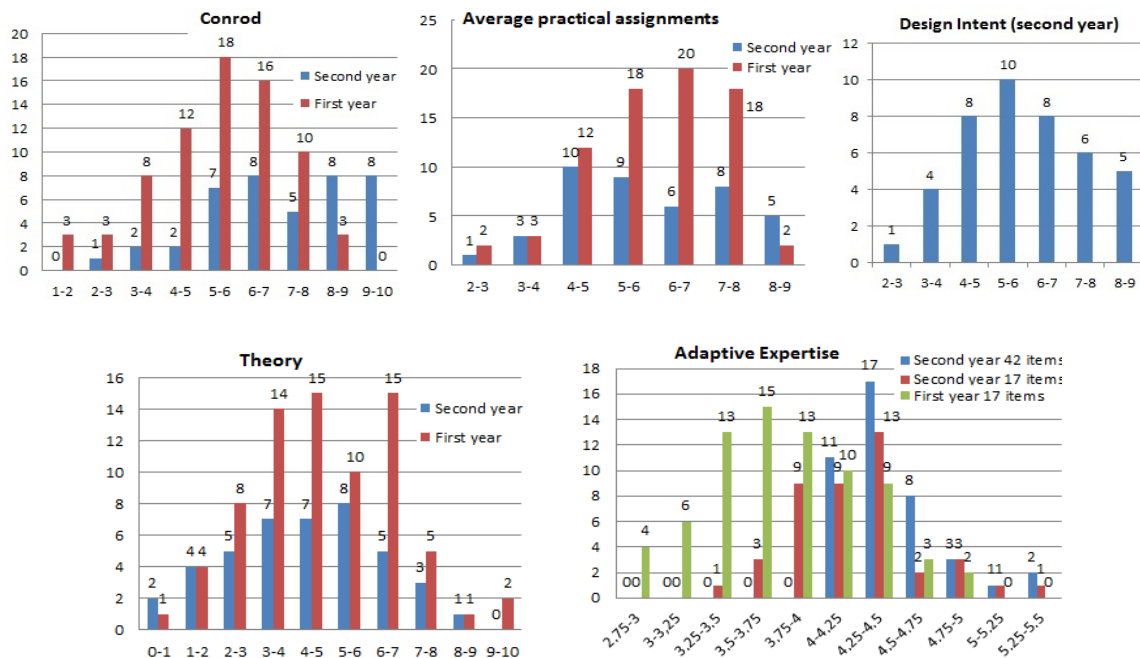 Conrod
20
18
16
14
12
10
8
6
4
2
0
0 3 1 3 2 8 2 12 7 18 8 16 5 10 8 3 8 0
Second year
First year
1-2 2-3 3-4 4-5 5-6 6-7 7-8 8-9 9-10
Average practical assignments
25
20
15
10
5
0
1 2 3 3 10 12 9 18 6 20 8 18 5 2
Second year
First year
2-3 3-4 4-5 5-6 6-7 7-8 8-9
Design Intent (second year)
12
10
8
6
4
2
0
1 4 8 10 8 6 5
2-3 3-4 4-5 5-6 6-7 7-8 8-9
Theory
16
14
12
10
8
6
4
2
0
2 1 4 4 5 8 7 14 7 15 8 10 5 15 3 5 1 1 0 2
Second year
First year
0-1 1-2 2-3 3-4 4-5 5-6 6-7 7-8 8-9 9-10
Adaptive Expertise
18
16
14
12
10
8
6
4
2
0
0 0 4 0 0 6 0 1 13 0 3 15 0 9 13 11 9 10 17 13 9 8 2 3 3 3 2 1 1 0 2 1 0
Second year 42 items
Second year 17 items
First year 17 items
2,75-3 3-3,25 3,25-3,5 3,5-3,75 3,75-4 4-4,25 4,25-4,5 4,5-4,75 4,75-5 5-5,25 5,25-5,5